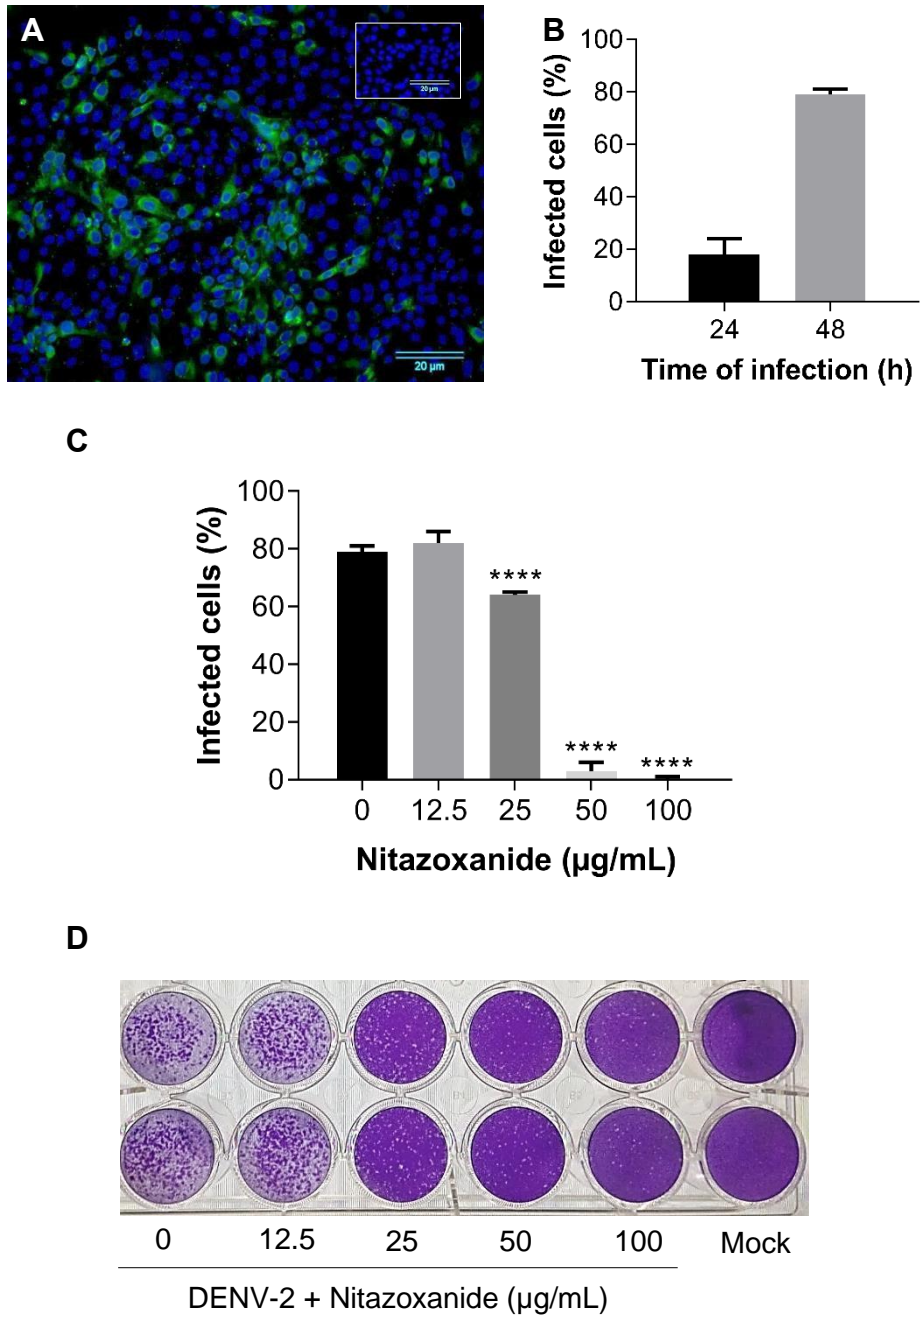 A
20 µm
20 µm
B
Infected cells (%)
100
80
60
40
20
0
24 48
Time of infection (h)
C
Infected cells (%)
100
80
60
40
20
0
****
****
****
0 12.5 25 50 100
Nitazoxanide (µg/mL)
D
0 12.5 25 50 100 Mock
DENV-2 + Nitazoxanide (µg/mL)